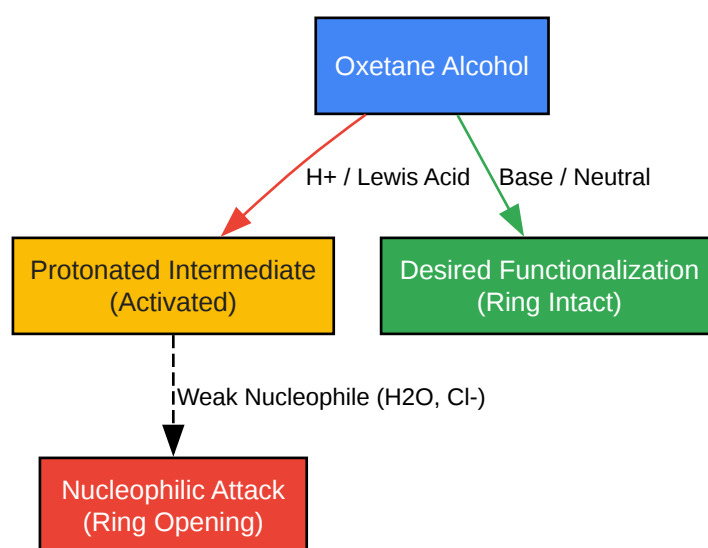 Oxetane Alcohol
H+ / Lewis Acid
Base / Neutral
Protonated Intermediate
(Activated)
Desired Functionalization
(Ring Intact)
Weak Nucleophile (H2O, Cl-)
Nucleophilic Attack
(Ring Opening)